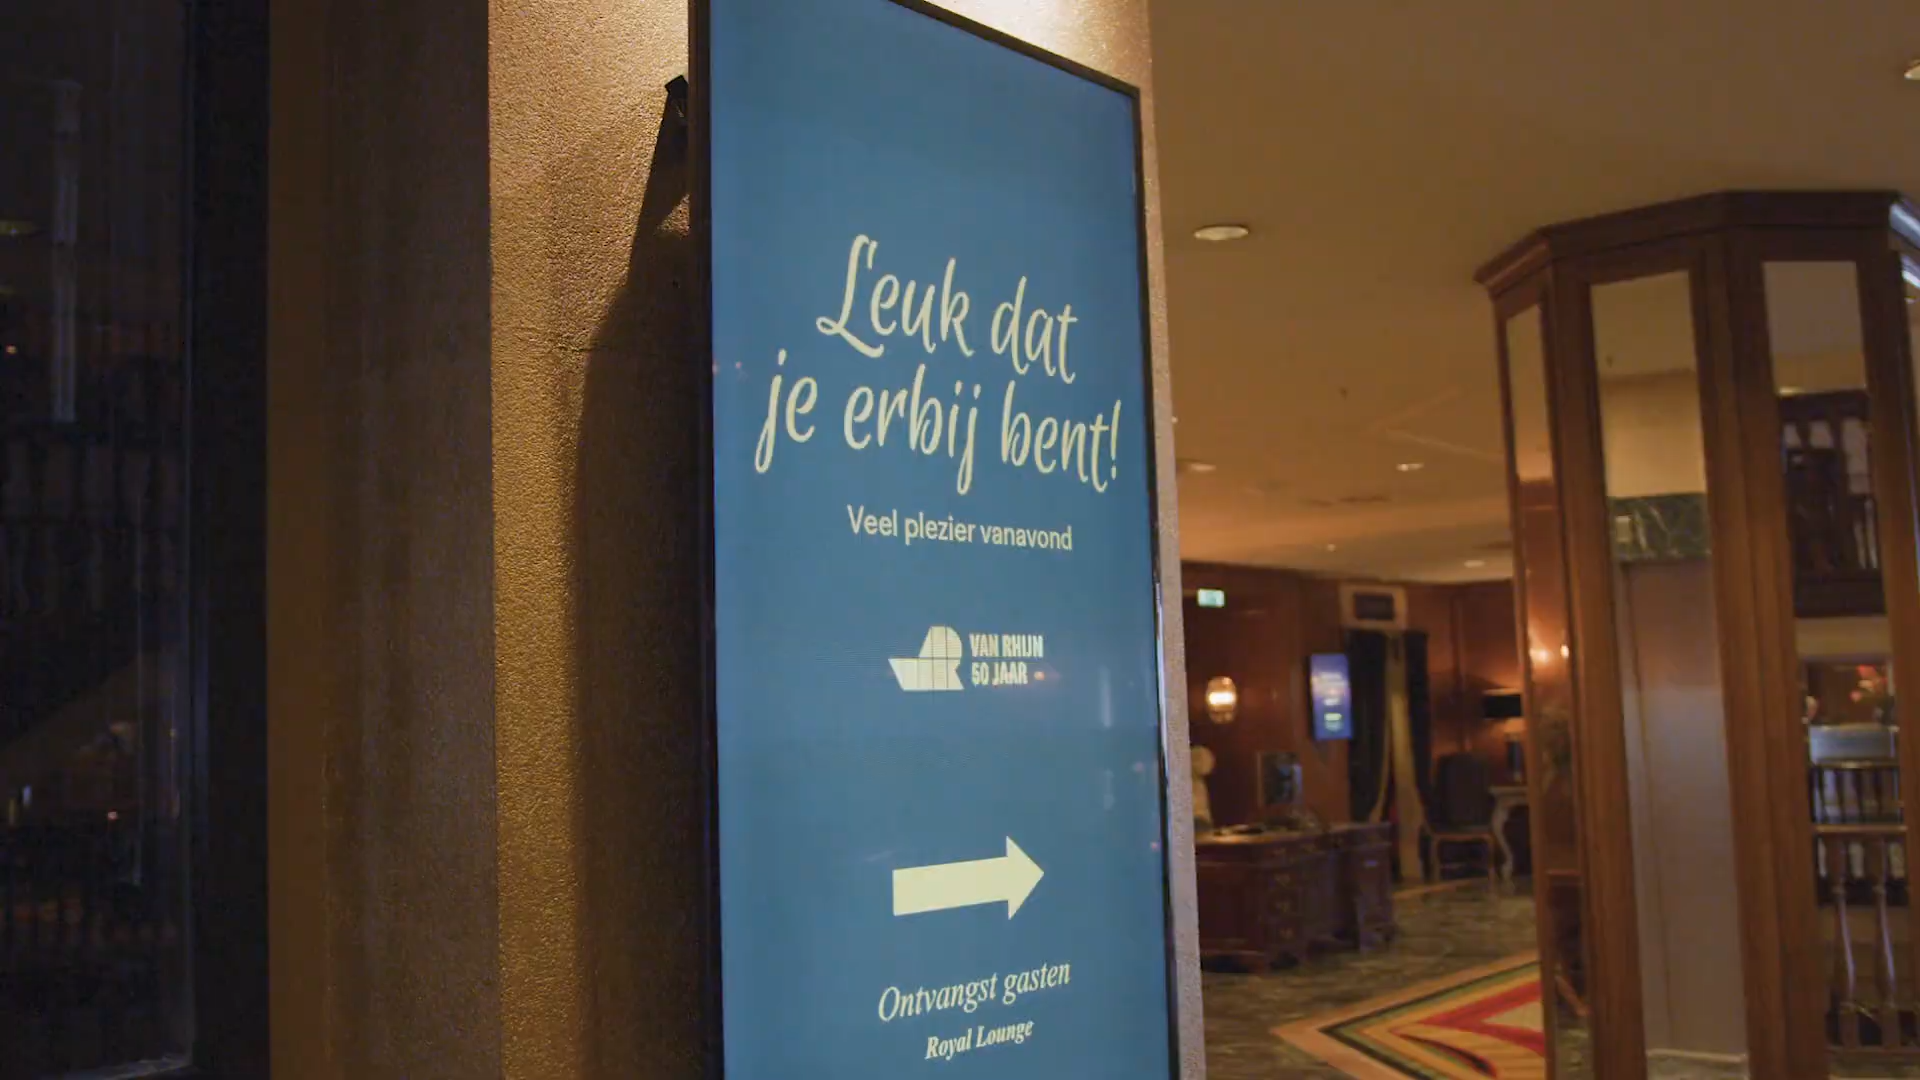 Leuk dat
je erbij bent!
Veel plezier vanavond
VAN RHIJN
50 JAAR
Ontvangst gasten
Royal Lounge